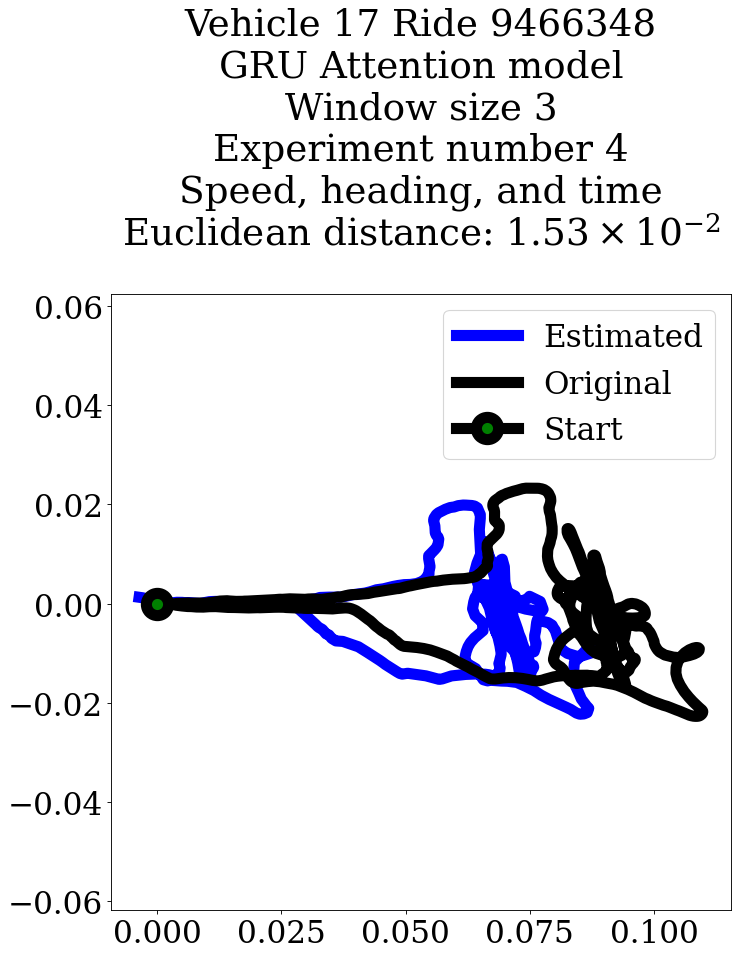 Vehicle 17 Ride 9466348
GRU Attention model
Window size 3
Experiment number 4
Speed, heading, and time
Euclidean distance: 1.53 × 10⁻²
0.06
Estimated
Original
Start
0.04
0.02
0.00
−0.02
−0.04
−0.06
0.000 0.025 0.050 0.075 0.100